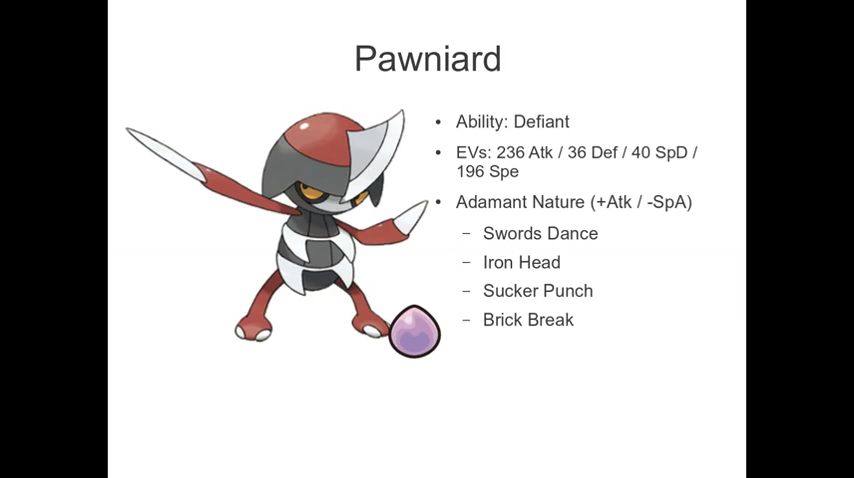 Pawniard
• Ability: Defiant
• EVs: 236 Atk / 36 Def / 40 SpD /
196 Spe
• Adamant Nature (+Atk / -SpA)
– Swords Dance
– Iron Head
– Sucker Punch
– Brick Break